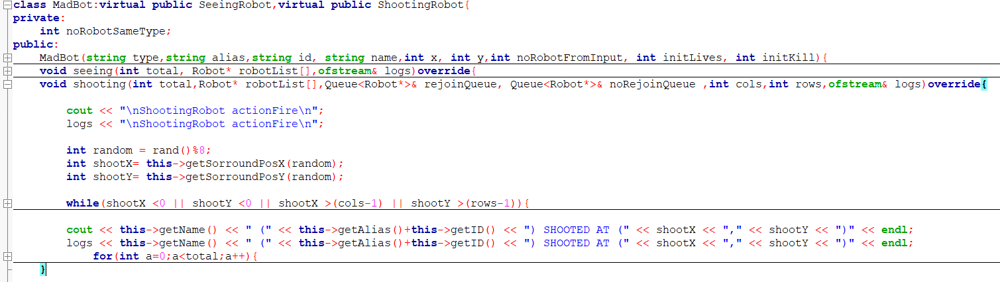 class MadBot:virtual public SeeingRobot,virtual public ShootingRobot{
private:
    int noRobotSameType;
public:
    MadBot(string type,string alias,string id, string name,int x, int y,int noRobotFromInput, int initLives, int initKill){
    void seeing(int total, Robot* robotList[],ofstream& logs)override{
    void shooting(int total,Robot* robotList[],Queue<Robot*>& rejoinQueue, Queue<Robot*>& noRejoinQueue ,int cols,int rows,ofstream& logs)override{
        cout << "\nShootingRobot actionFire\n";
        logs << "\nShootingRobot actionFire\n";
        int random = rand()%8;
        int shootX= this->getSorroundPosX(random);
        int shootY= this->getSorroundPosY(random);
        while(shootX <0 || shootY <0 || shootX >(cols-1) || shootY >(rows-1)){
        cout << this->getName() << " (" << this->getAlias()+this->getID() << ") SHOOTED AT (" << shootX << "," << shootY << ")" << endl;
        logs << this->getName() << " (" << this->getAlias()+this->getID() << ") SHOOTED AT (" << shootX << "," << shootY << ")" << endl;
            for(int a=0;a<total;a++){
    }